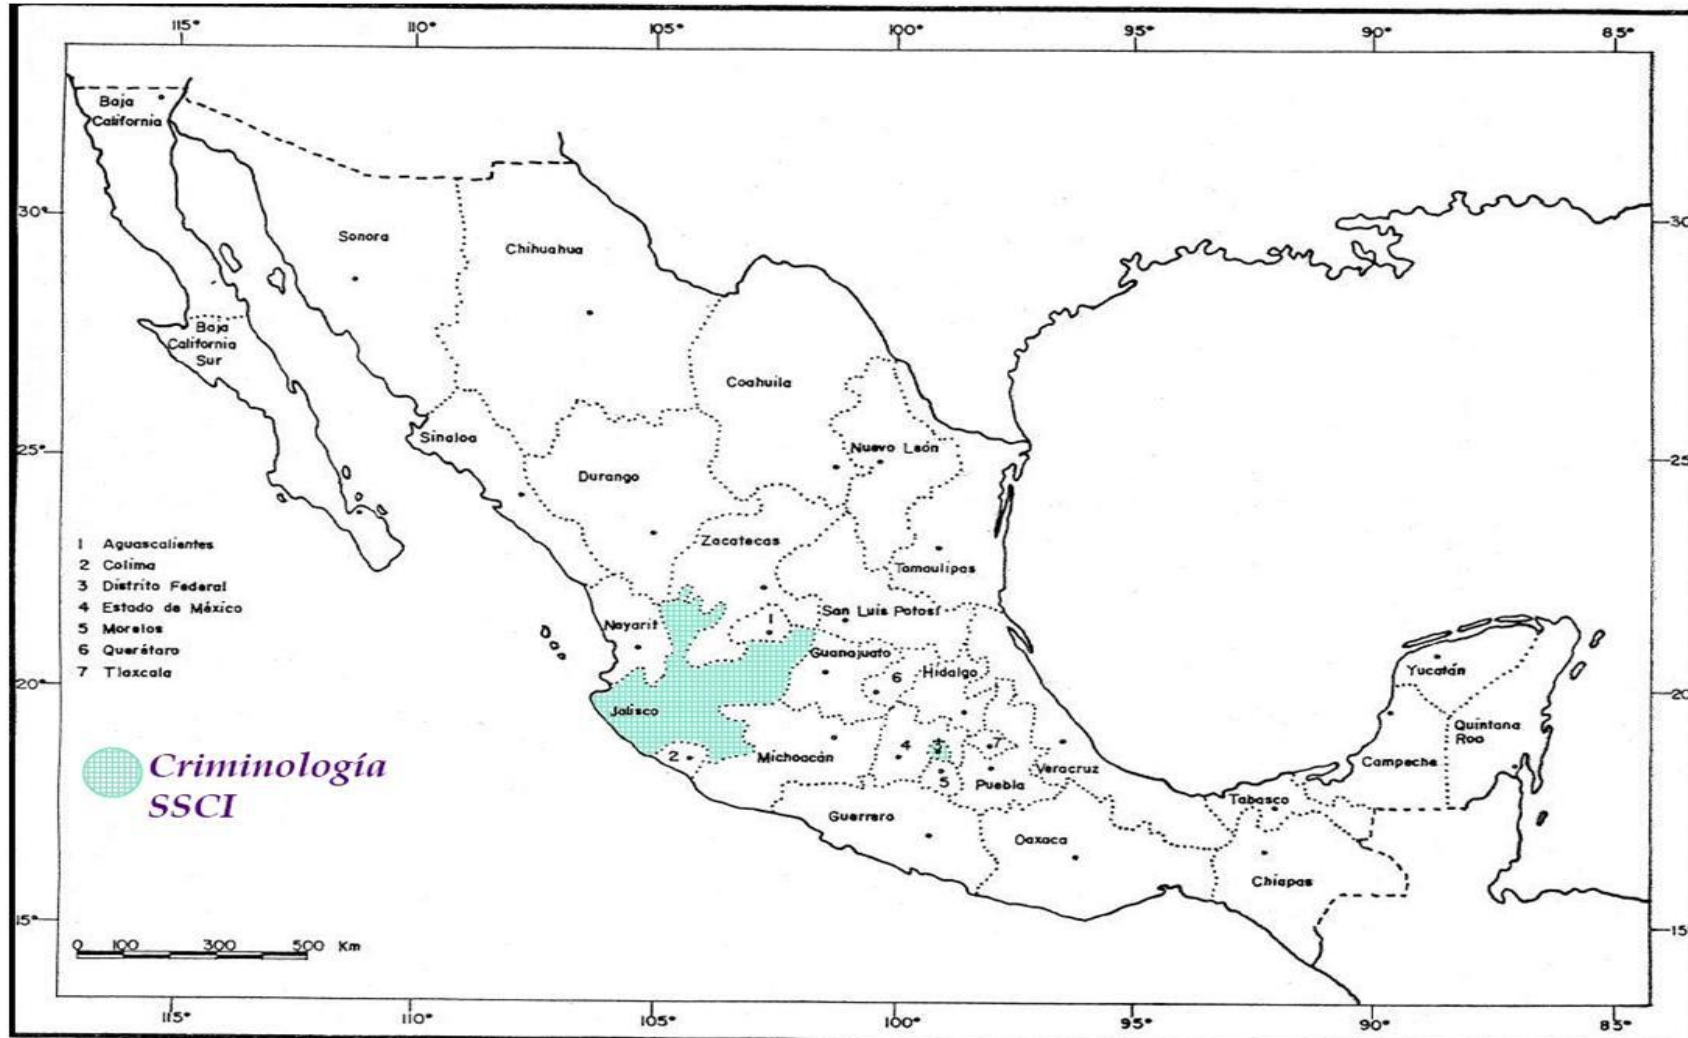 115° 110° 105° 100° 95° 90° 85°
Baja
California
30° 30
Sonora
Chihuahua
Baja
California
Sur
Coahuila
Sinaloa
Nuevo León
25° 25
Durango
1 Aguascalientes
2 Colima
3 Distrito Federal
4 Estado de México
5 Morelos
6 Querétaro
7 Tlaxcala
Zacatecas
Tamaulipas
San Luis Potosí
1
Nayarit
Guanajuato
Hidalgo
6
Yucatán
20° 20
Jalisco
Quintana
Roo
Michoacán
4
3
7
2
Campeche
Veracruz
5
Puebla
Tabasco
Criminología
SSCI
Guerrero
Oaxaca
Chiapas
15° 15
0 100 300 500 Km
115° 110° 105° 100° 95° 90° 85°